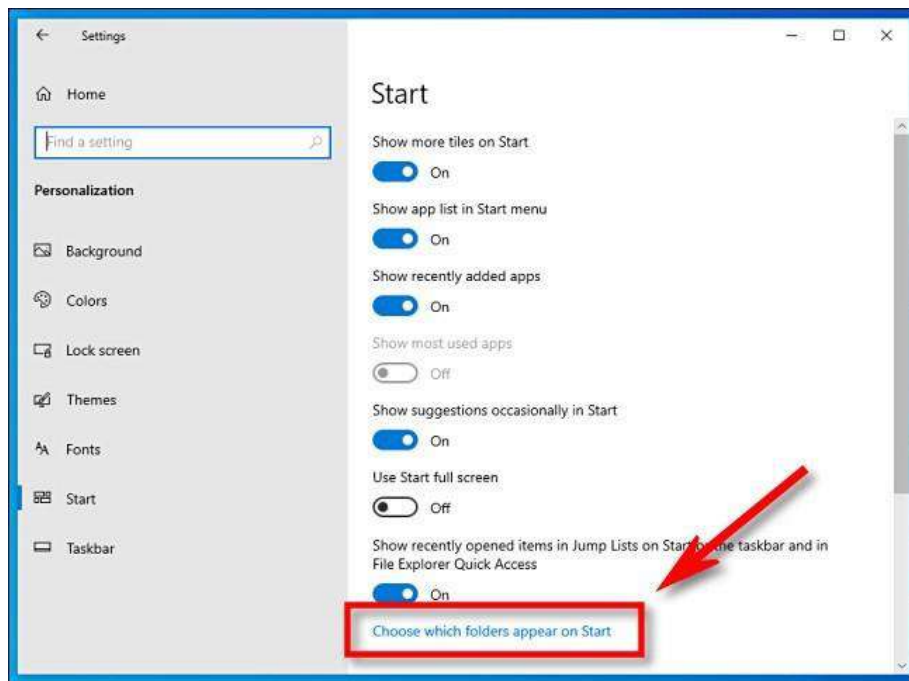 Settings
Home
Find a setting
Personalization
Background
Colors
Lock screen
Themes
Fonts
Start
Taskbar
Start
Show more tiles on Start
On
Show app list in Start menu
On
Show recently added apps
On
Show most used apps
Off
Show suggestions occasionally in Start
On
Use Start full screen
Off
Show recently opened items in Jump Lists on Start or the taskbar and in
File Explorer Quick Access
On
Choose which folders appear on Start